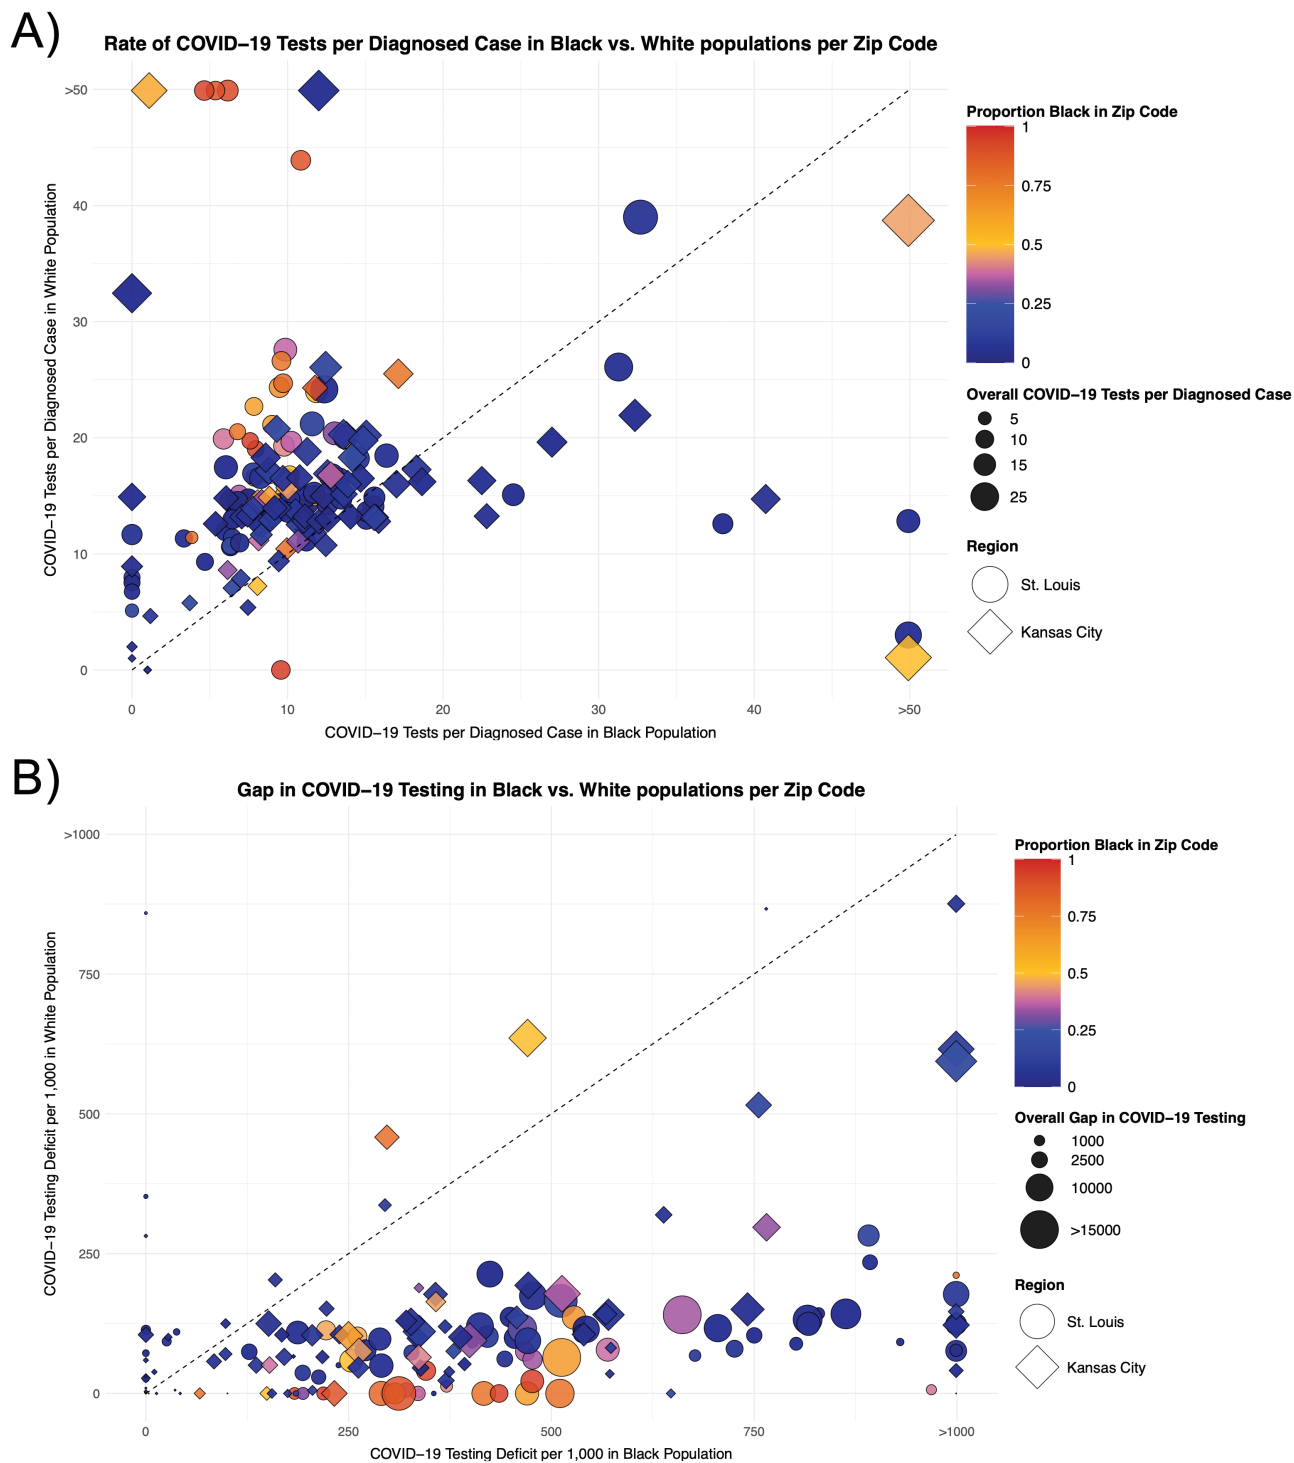 A)
Rate of COVID−19 Tests per Diagnosed Case in Black vs. White populations per Zip Code
COVID−19 Tests per Diagnosed Case in White Population
>50
40
30
20
10
0
0 10 20 30 40 >50
COVID−19 Tests per Diagnosed Case in Black Population
Proportion Black in Zip Code
1
0.75
0.5
0.25
0
Overall COVID−19 Tests per Diagnosed Case
5
10
15
25
Region
St. Louis
Kansas City
B)
Gap in COVID−19 Testing in Black vs. White populations per Zip Code
COVID−19 Testing Deficit per 1,000 in White Population
>1000
750
500
250
0
0 250 500 750 >1000
COVID−19 Testing Deficit per 1,000 in Black Population
Proportion Black in Zip Code
1
0.75
0.5
0.25
0
Overall Gap in COVID−19 Testing
1000
2500
10000
>15000
Region
St. Louis
Kansas City